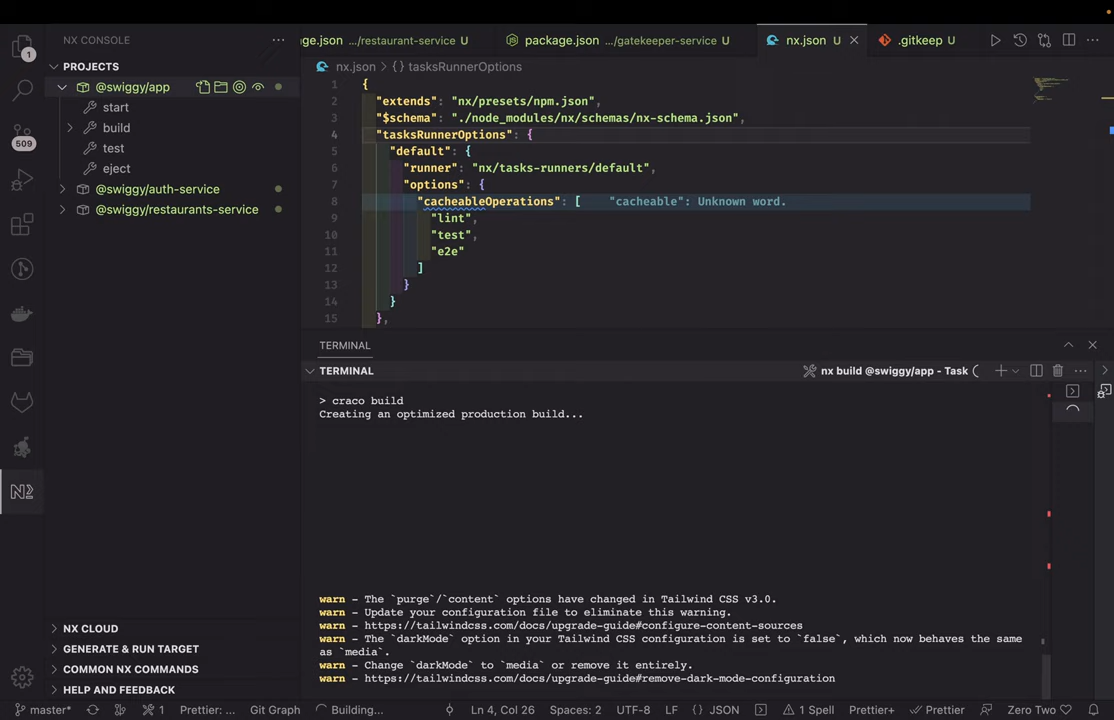 NX CONSOLE
PROJECTS
@swiggy/app
start
build
test
eject
@swiggy/auth-service
@swiggy/restaurants-service
NX CLOUD
GENERATE & RUN TARGET
COMMON NX COMMANDS
HELP AND FEEDBACK
1
509
age.json .../restaurant-service U
package.json .../gatekeeper-service U
nx.json U
.gitkeep U
nx.json
{} tasksRunnerOptions
1 {
2 "extends": "nx/presets/npm.json",
3 "$schema": "./node_modules/nx/schemas/nx-schema.json",
4 "tasksRunnerOptions": {
5 "default": {
6 "runner": "nx/tasks-runners/default",
7 "options": {
8 "cacheableOperations": [ "cacheable": Unknown word.
9 "lint",
10 "test",
11 "e2e"
12 ]
13 }
14 }
15 },
TERMINAL
TERMINAL
nx build @swiggy/app - Task
> craco build
Creating an optimized production build...
warn - The `purge`/`content` options have changed in Tailwind CSS v3.0.
warn - Update your configuration file to eliminate this warning.
warn - https://tailwindcss.com/docs/upgrade-guide#configure-content-sources
warn - The `darkMode` option in your Tailwind CSS configuration is set to `false`, which now behaves the same
as `media`.
warn - Change `darkMode` to `media` or remove it entirely.
warn - https://tailwindcss.com/docs/upgrade-guide#remove-dark-mode-configuration
master* 1 Prettier: ... Git Graph Building... Ln 4, Col 26 Spaces: 2 UTF-8 LF {} JSON 1 Spell Prettier+ Prettier Zero Two